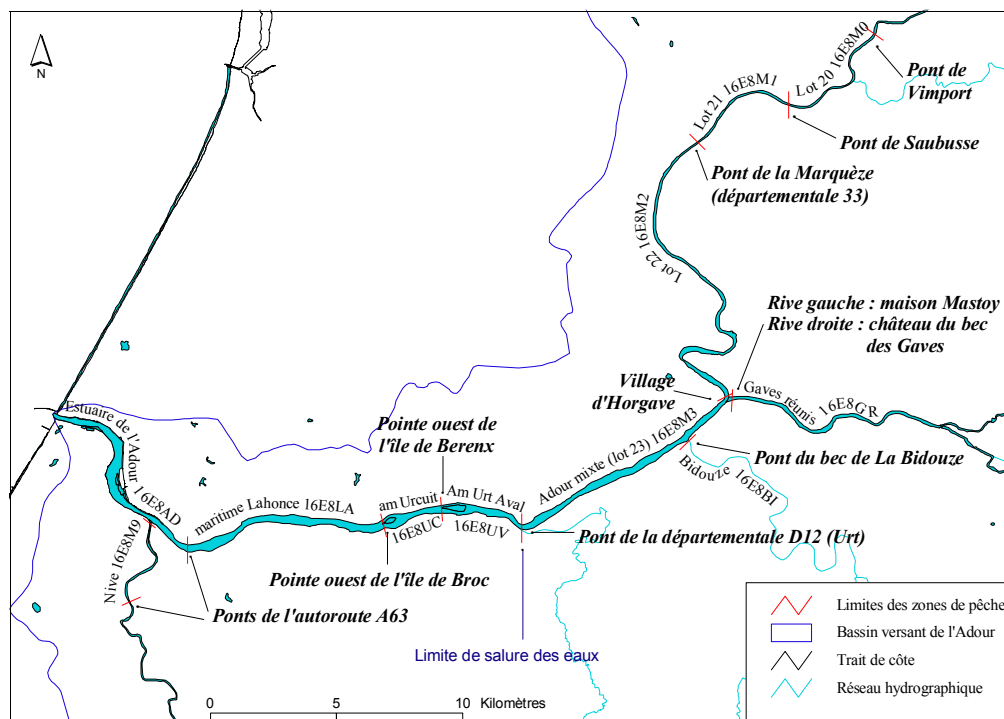 N
Lot 20 16E8M0
Pont de
Vimport
Lot 21 16E8M1
Pont de Saubusse
Pont de la Marquèze
(départementale 33)
Lot 22 16E8M2
Rive gauche : maison Mastoy
Rive droite : château du bec
des Gaves
Village
d'Horgave
Gaves réunis 16E8GR
Estuaire de l'Adour 16E8AD
Pointe ouest de
l'île de Berenx
Adour mixte (lot 23) 16E8M3
Pont du bec de La Bidouze
Bidouze 16E8BI
maritime Lahonce 16E8LA
am Urcuit
16E8UC
Am Urt Aval
16E8UV
Nive 16E8M9
Pont de la départementale D12 (Urt)
Pointe ouest de l'île de Broc
Ponts de l'autoroute A63
Limite de salure des eaux
0 5 10 Kilomètres
Limites des zones de pêche
Bassin versant de l'Adour
Trait de côte
Réseau hydrographique